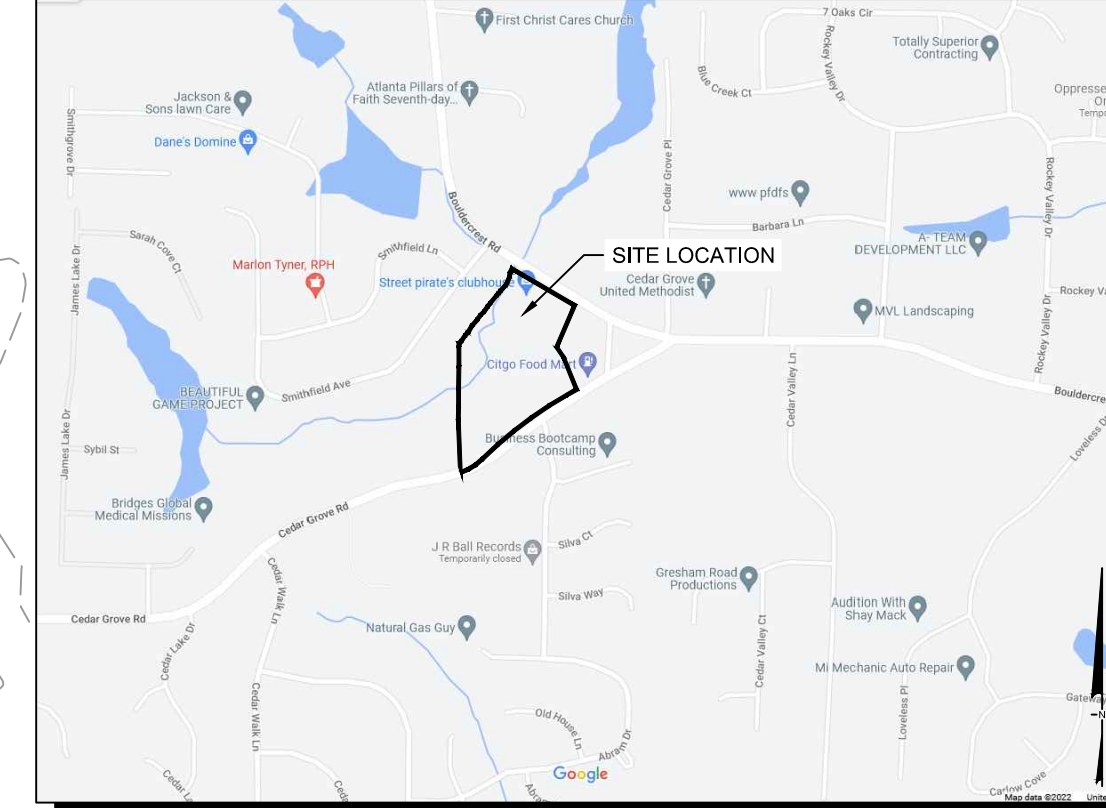 7 Oaks Cir
First Christ Cares Church
Rockey Valley Dr
Totally Superior
Contracting
Blue Creek Ct
Atlanta Pillars of
Faith Seventh-day...
Jackson &
Sons lawn Care
Smithgrove Dr
Dane's Domine
Cedar Grove Pl
Rockey Valley Dr
www pfdfs
Barbara Ln
A- TEAM
DEVELOPMENT LLC
Bouldercrest Rd
Sarah Cove Ct
James Lake Dr
Smithfield Ln
SITE LOCATION
Marlon Tyner, RPH
Street pirate's clubhouse
Cedar Grove
United Methodist
MVL Landscaping
Rockey Valley Dr
Citgo Food Mart
Smithfield Ave
BEAUTIFUL
GAME PROJECT
Cedar Valley Ln
James Lake Dr
Sybil St
Business Bootcamp
Consulting
Bridges Global
Medical Missions
Cedar Grove Rd
J R Ball Records
Temporarily closed
Silva Ct
Silva Way
Cedar Walk Ln
Gresham Road
Productions
Audition With
Shay Mack
Cedar Grove Rd
Natural Gas Guy
Cedar Lake Dr
Cedar Valley Ct
Mi Mechanic Auto Repair
Loveless Pl
Cedar Walk Ln
Old House Ln
Abram Dr
N
Google
Carlow Cove
Map data ©2022